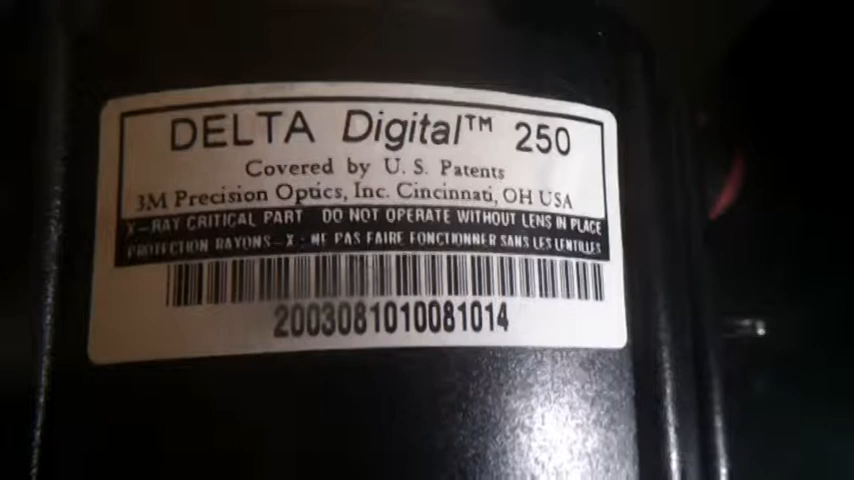 DELTA Digital™ 250
Covered by U.S. Patents
3M Precision Optics, Inc. Cincinnati, OH USA
X-RAY CRITICAL PART DO NOT OPERATE WITHOUT LENS IN PLACE
PROTECTION RAYONS-X: NE PAS FAIRE FONCTIONNER SANS LES LENTILLES
2003081010081014